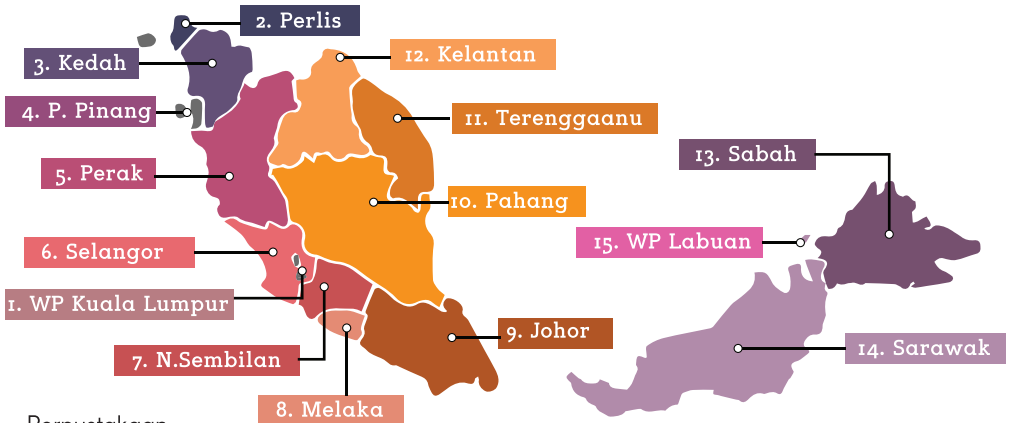 2. Perlis
12. Kelantan
3. Kedah
4. P. Pinang
11. Terenggaanu
13. Sabah
5. Perak
10. Pahang
15. WP Labuan
6. Selangor
1. WP Kuala Lumpur
9. Johor
14. Sarawak
7. N.Sembilan
8. Melaka
Perpustakaan